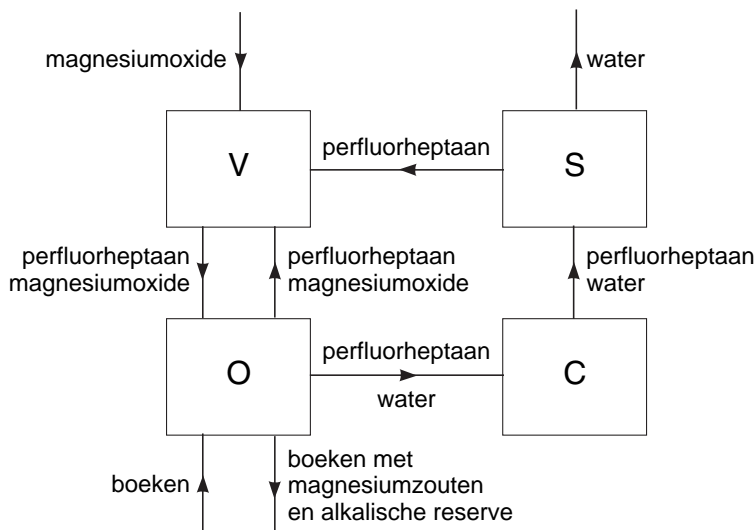 magnesiumoxide
water
V
perfluorheptaan
S
perfluorheptaan
magnesiumoxide
perfluorheptaan
magnesiumoxide
perfluorheptaan
water
O
perfluorheptaan
water
C
boeken
boeken met
magnesiumzouten
en alkalische reserve